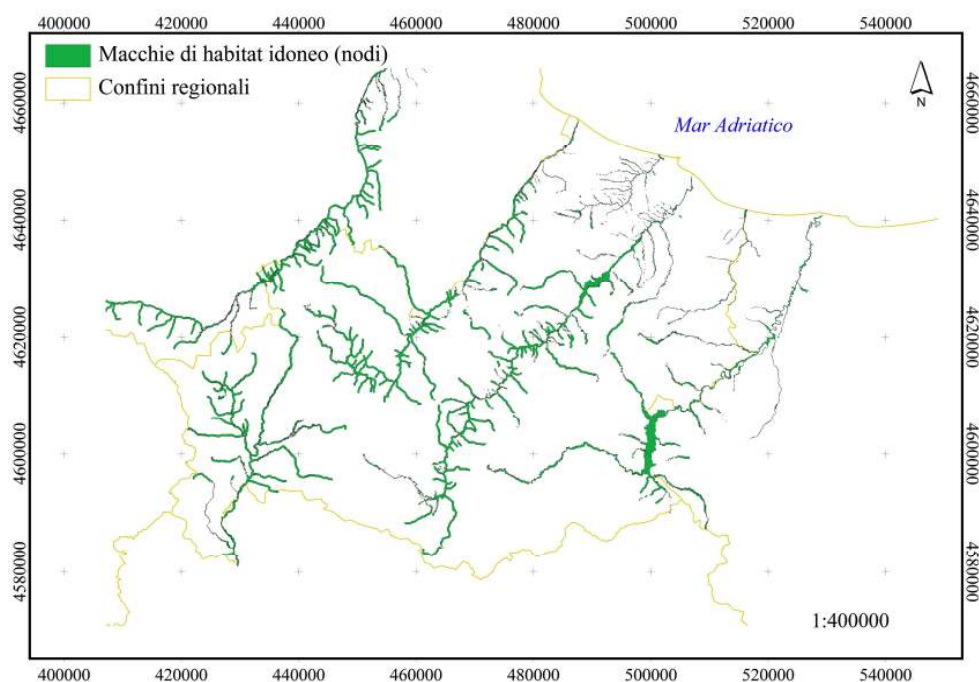 400000 420000 440000 460000 480000 500000 520000 540000
Macchie di habitat idoneo (nodi)
Confini regionali
N
Mar Adriatico
4660000 4660000
4640000 4640000
4620000 4620000
4600000 4600000
4580000 4580000
1:400000
400000 420000 440000 460000 480000 500000 520000 540000